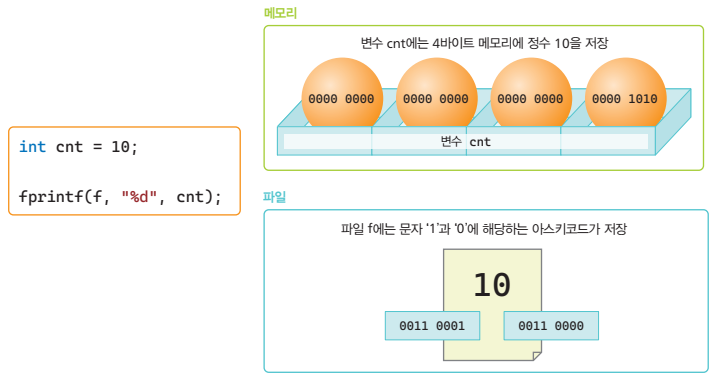 메모리
변수 cnt에는 4바이트 메모리에 정수 10을 저장
0000 0000 0000 0000 0000 0000 0000 1010
변수 cnt
int cnt = 10;
fprintf(f, "%d", cnt);
파일
파일 f에는 문자 '1'과 '0'에 해당하는 아스키코드가 저장
10
0011 0001 0011 0000